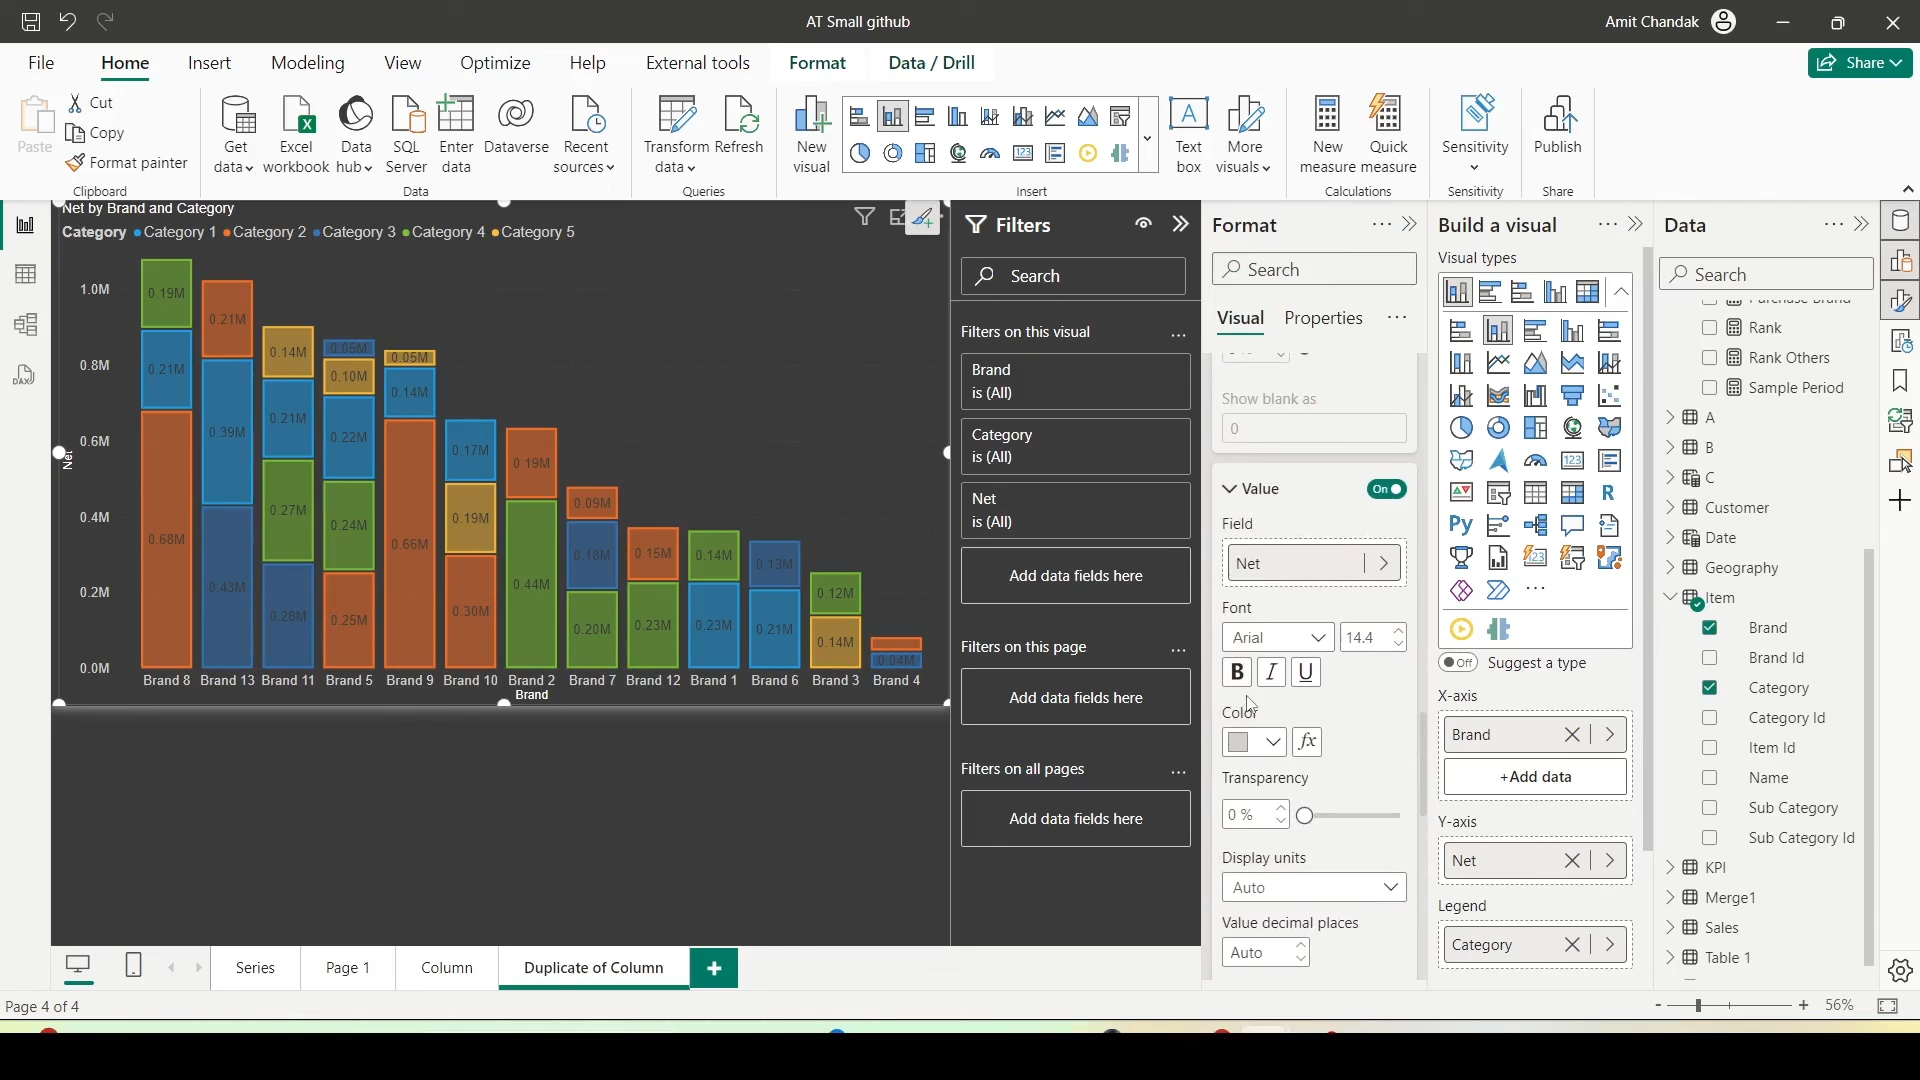 AT Small github
Amit Chandak
File
Home
Insert
Modeling
View
Optimize
Help
External tools
Format
Data / Drill
Share
Paste
Cut
Copy
Format painter
Clipboard
Get data
Excel workbook
Data hub
SQL Server
Enter data
Dataverse
Recent sources
Data
Transform data
Refresh
Queries
New visual
Text box
More visuals
Insert
New measure
Quick measure
Calculations
Sensitivity
Sensitivity
Publish
Share
Net by Brand and Category
Category Category 1 Category 2 Category 3 Category 4 Category 5
1.0M
0.8M
0.6M
0.4M
0.2M
0.0M
Net
0.19M
0.21M
0.68M
0.21M
0.39M
0.43M
0.14M
0.21M
0.27M
0.28M
0.05M
0.10M
0.22M
0.24M
0.25M
0.05M
0.14M
0.66M
0.17M
0.19M
0.30M
0.19M
0.44M
0.09M
0.18M
0.20M
0.15M
0.23M
0.14M
0.23M
0.13M
0.21M
0.12M
0.14M
0.04M
Brand 8 Brand 13 Brand 11 Brand 5 Brand 9 Brand 10 Brand 2 Brand 7 Brand 12 Brand 1 Brand 6 Brand 3 Brand 4
Brand
Filters
Search
Filters on this visual
Brand
is (All)
Category
is (All)
Net
is (All)
Add data fields here
Filters on this page
Add data fields here
Filters on all pages
Add data fields here
Format
Search
Visual
Properties
Show blank as
0
Value
On
Field
Net
Font
Arial
14.4
B I U
Color
fx
Transparency
0 %
Display units
Auto
Value decimal places
Auto
Build a visual
Visual types
123
R
Py
123
Suggest a type
Off
X-axis
Brand
+Add data
Y-axis
Net
Legend
Category
Data
Search
Purchase Brand
Rank
Rank Others
Sample Period
A
B
C
Customer
Date
Geography
Item
Brand
Brand Id
Category
Category Id
Item Id
Name
Sub Category
Sub Category Id
KPI
Merge1
Sales
Table 1
DAX
Series
Page 1
Column
Duplicate of Column
Page 4 of 4
56%